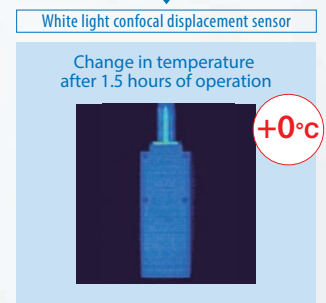 White light confocal displacement sensor
Change in temperature
after 1.5 hours of operation
+0°C